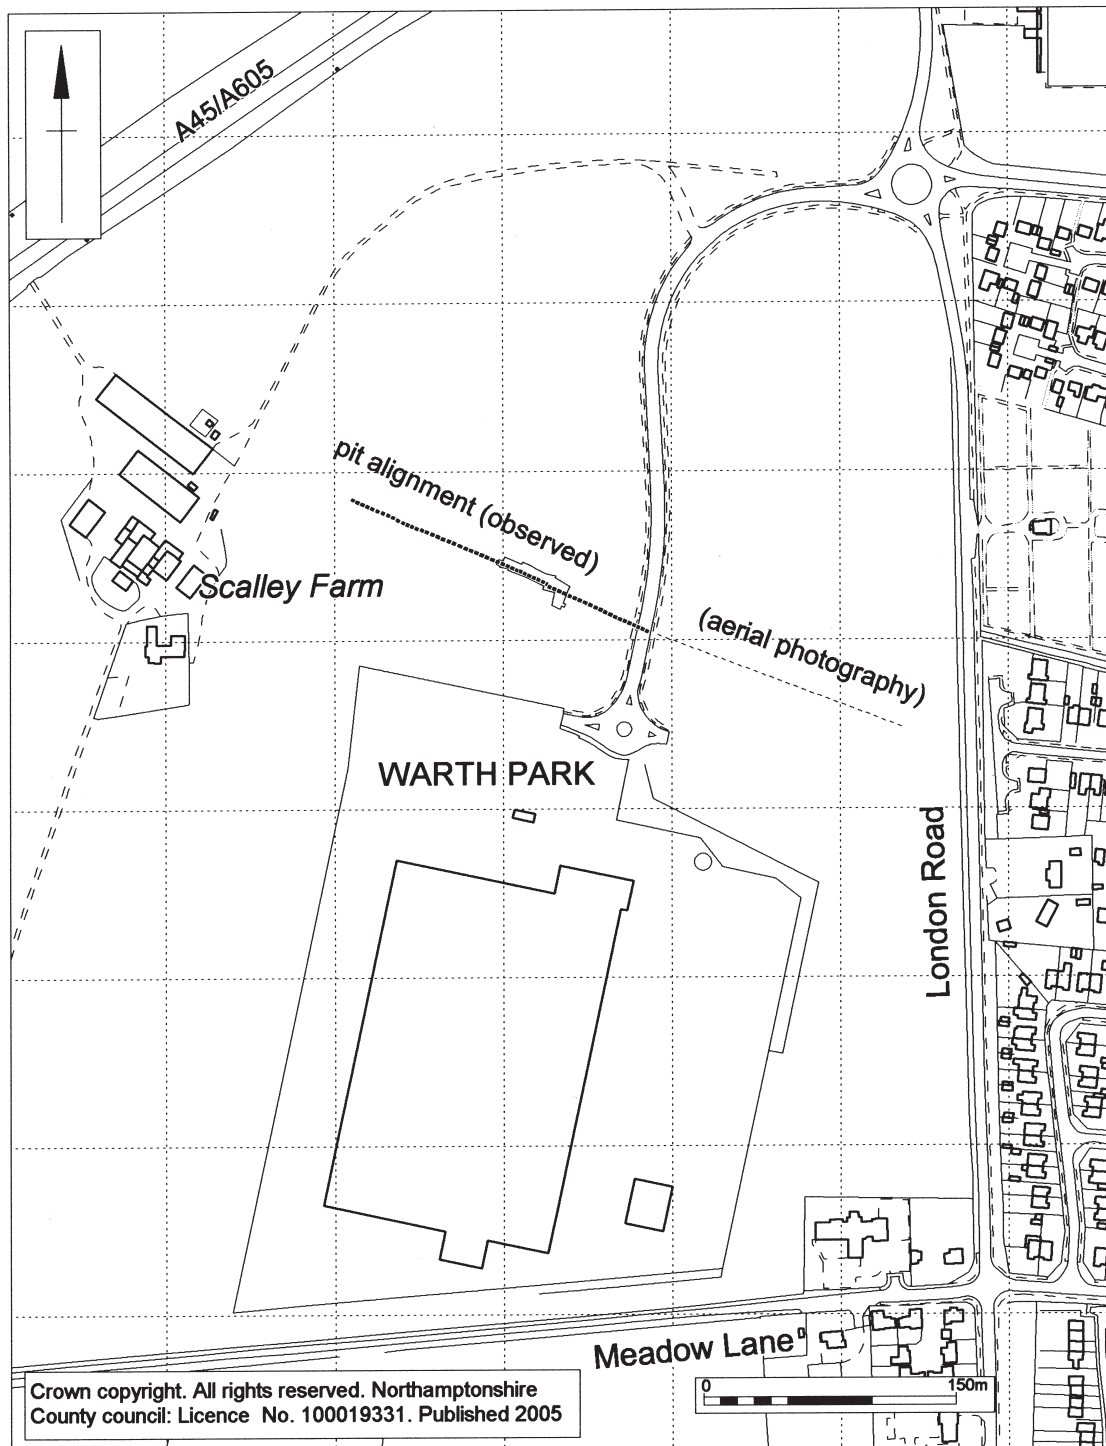 A45/A605
pit alignment (observed)
Scalley Farm
(aerial photography)
WARTH PARK
London Road
Meadow Lane
0 150m
Crown copyright. All rights reserved. Northamptonshire
County council: Licence No. 100019331. Published 2005